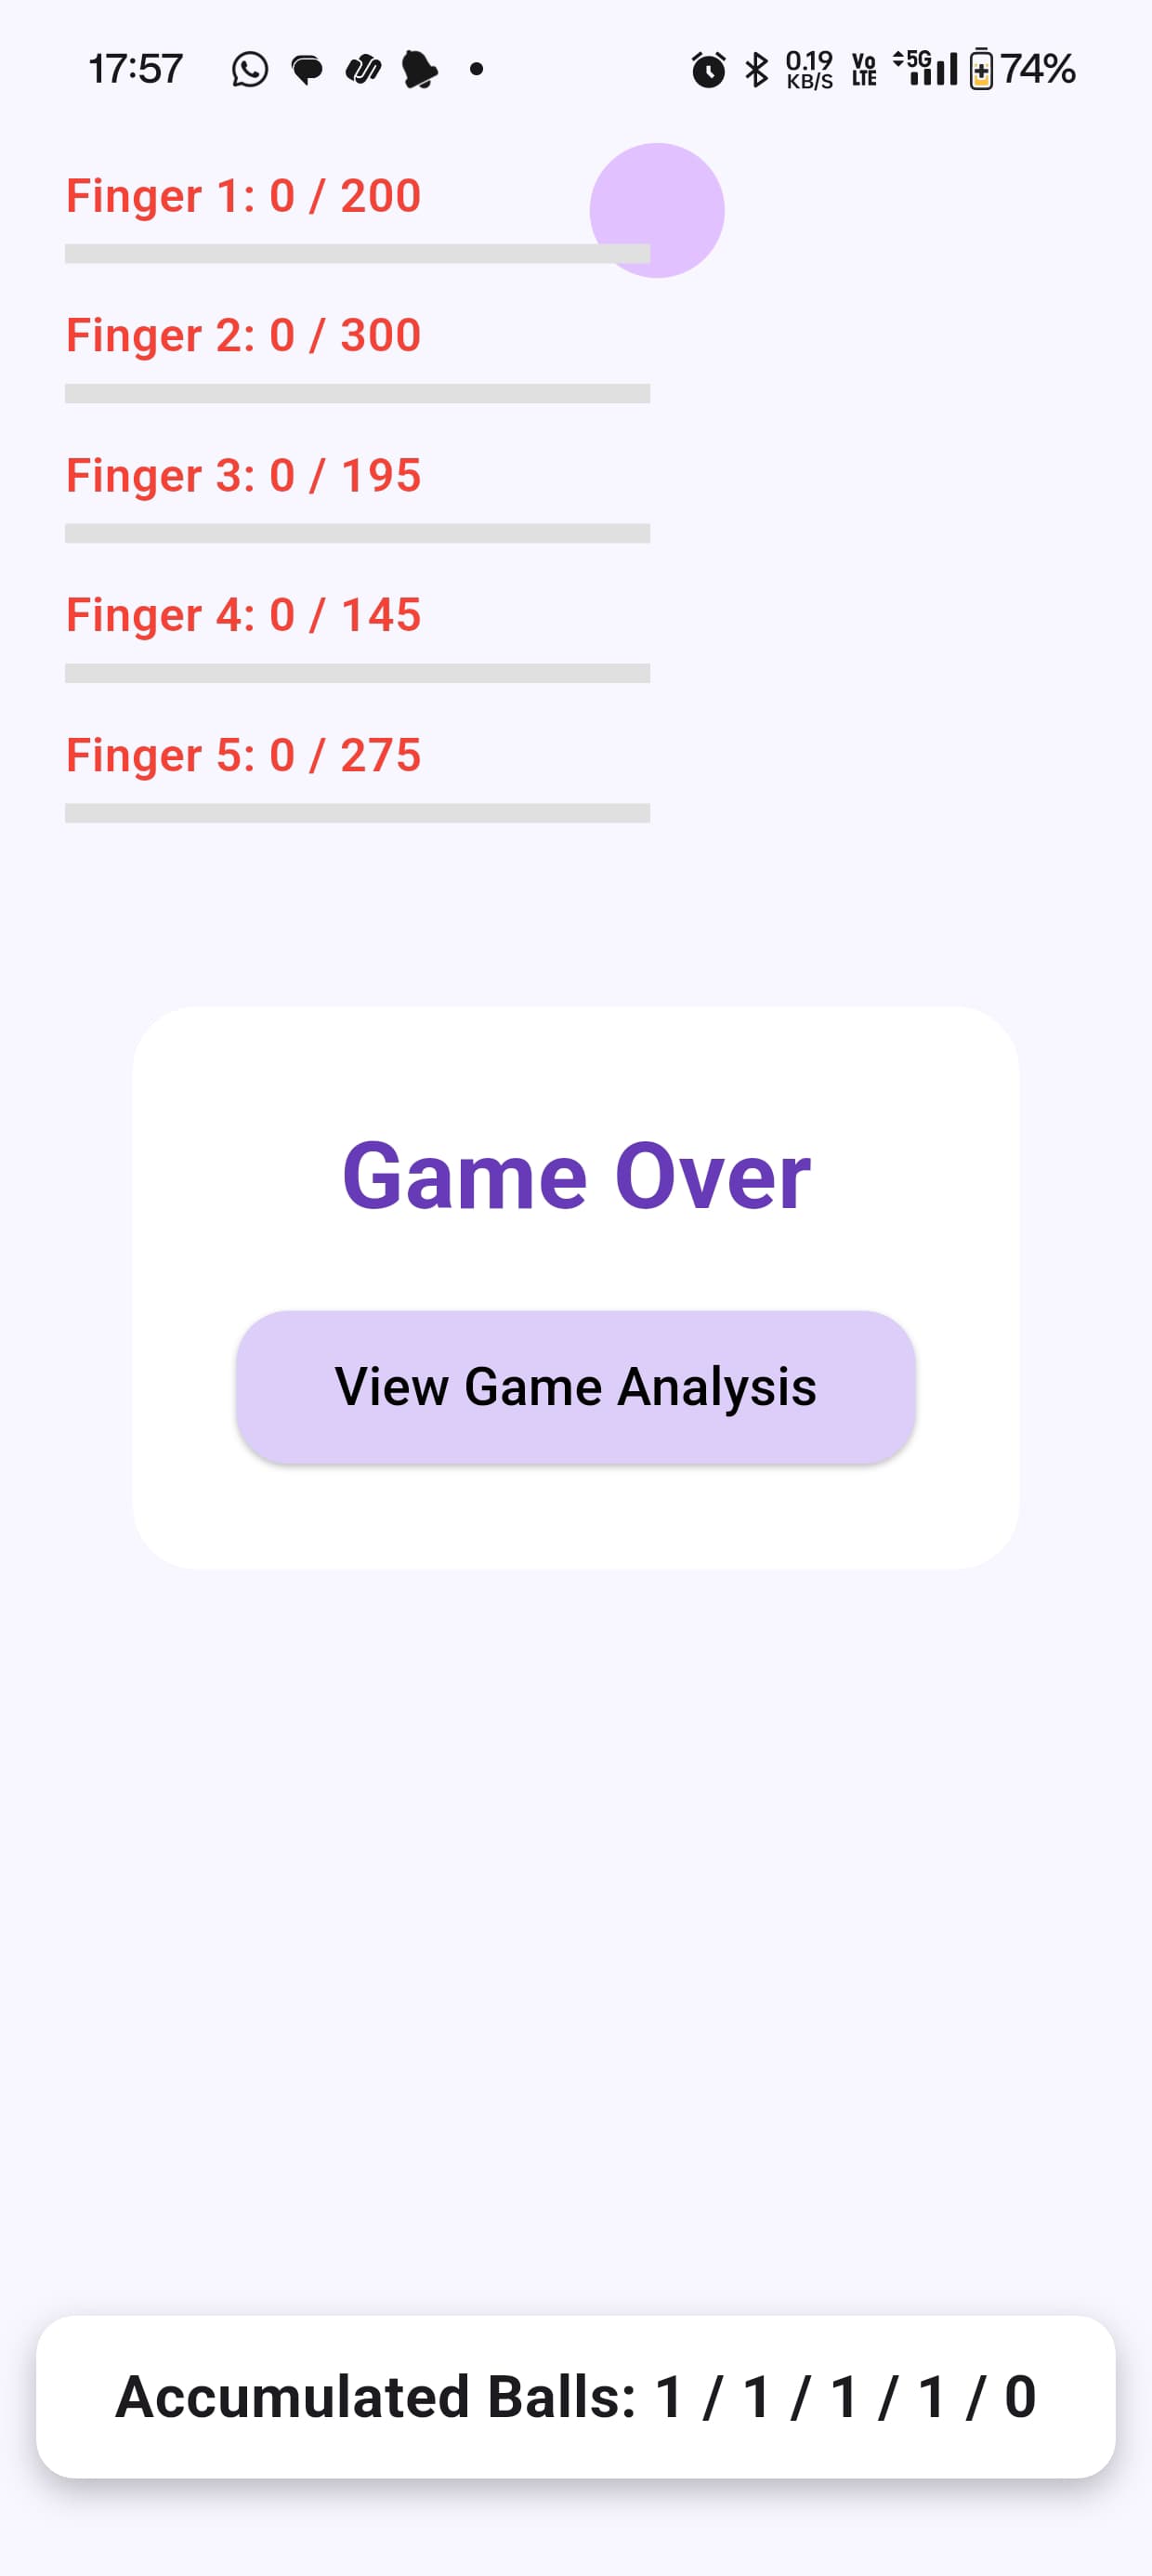 17:57 0.19 KB/S Vo LTE 5G 74%
Finger 1: 0 / 200
Finger 2: 0 / 300
Finger 3: 0 / 195
Finger 4: 0 / 145
Finger 5: 0 / 275
Game Over
View Game Analysis
Accumulated Balls: 1 / 1 / 1 / 1 / 0